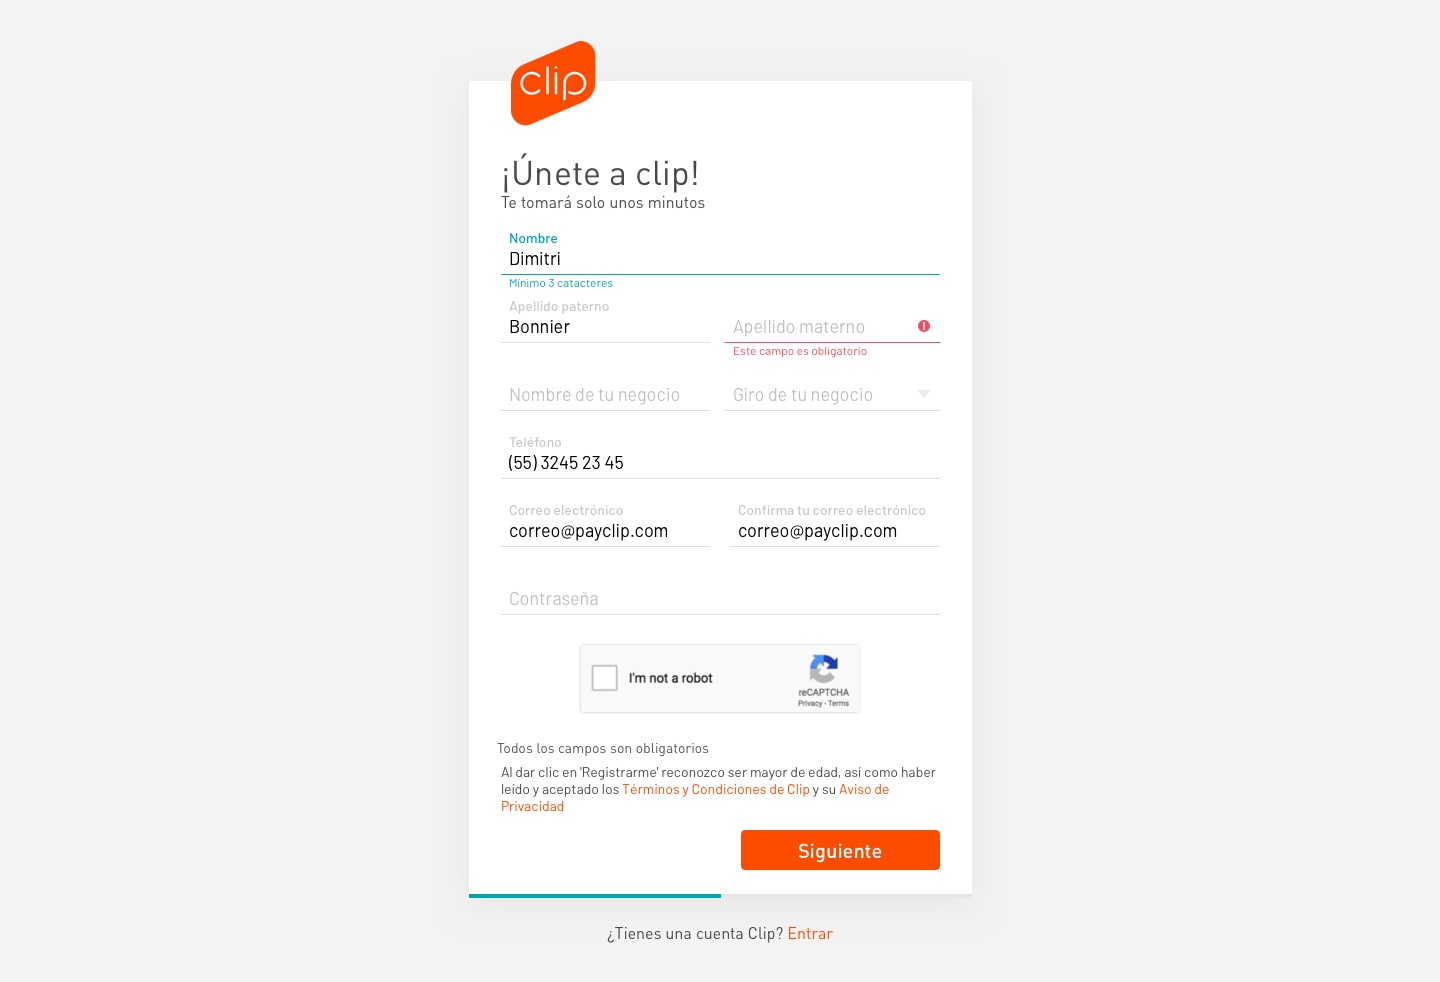 clip
¡Únete a clip!
Te tomará solo unos minutos
Nombre
Dimitri
Mínimo 3 catacteres
Apellido paterno
Bonnier
Apellido materno
Este campo es obligatorio
Nombre de tu negocio
Giro de tu negocio
Teléfono
(55) 3245 23 45
Correo electrónico
correo@payclip.com
Confirma tu correo electrónico
correo@payclip.com
Contraseña
I'm not a robot
reCAPTCHA
Privacy - Terms
Todos los campos son obligatorios
Al dar clic en 'Registrarme' reconozco ser mayor de edad, así como haber
leído y aceptado los Términos y Condiciones de Clip y su Aviso de
Privacidad
Siguiente
¿Tienes una cuenta Clip? Entrar